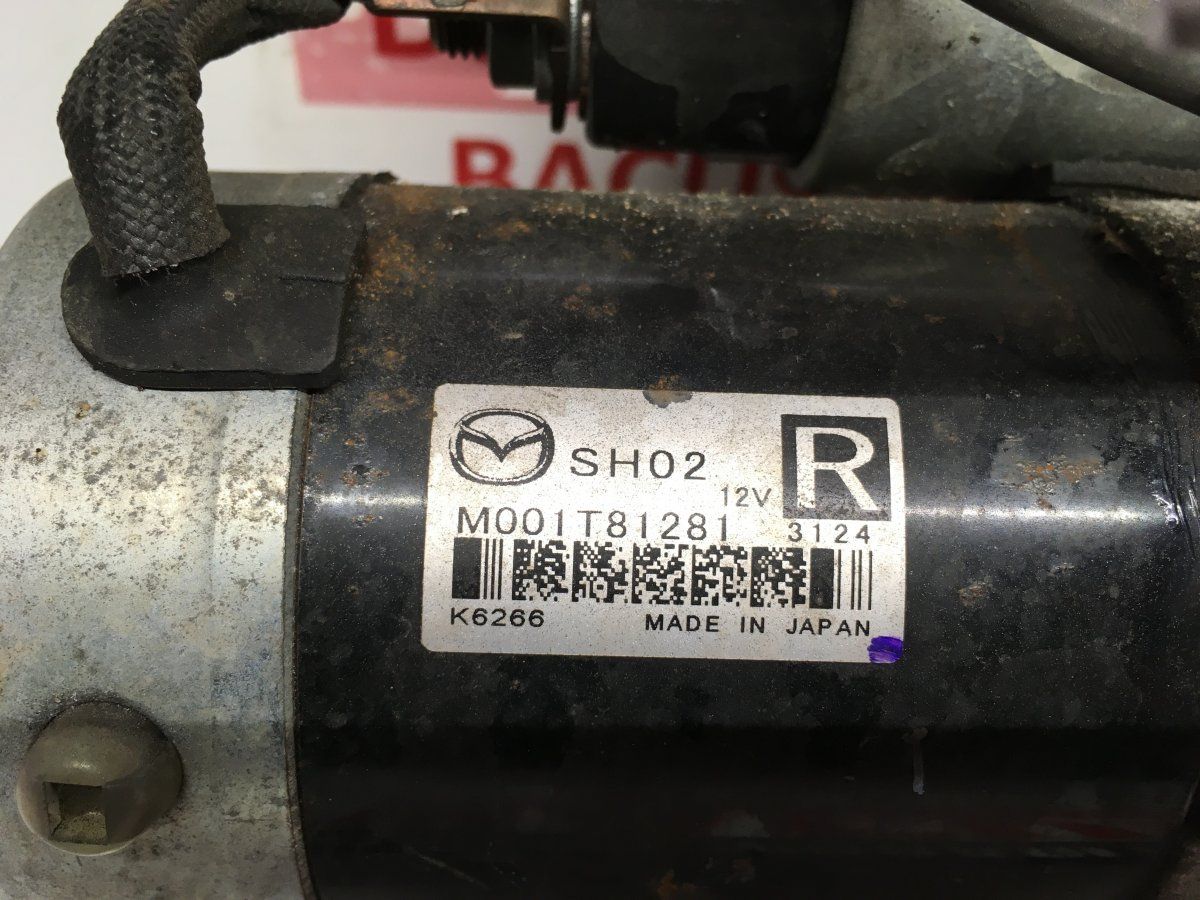 SH02
R
12V
M001T81281
3124
K6266
MADE IN JAPAN